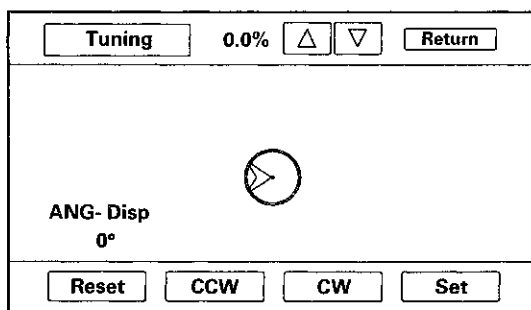 Tuning 0.0% △ ▽ Return
ANG- Disp
0°
Reset CCW CW Set